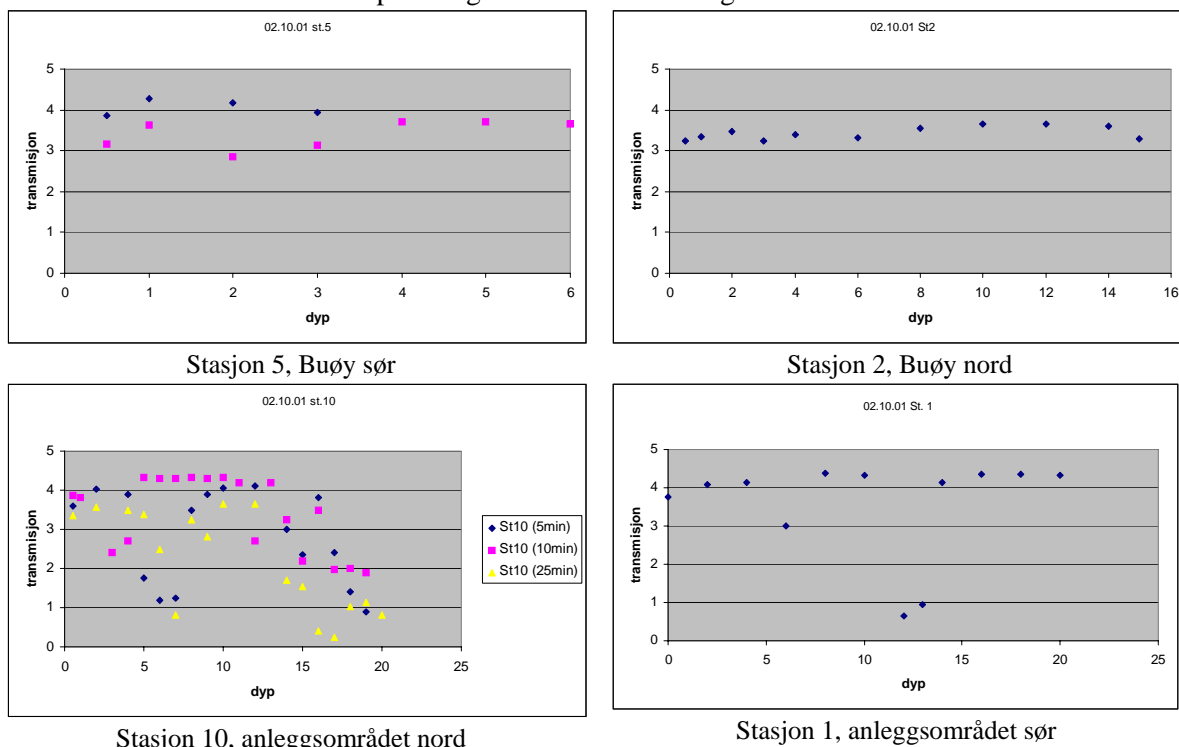 02.10.01 st.5
5
4
3
2
1
0
transmisjon
0 1 2 3 4 5 6
dyp
Stasjon 5, Buøy sør
02.10.01 St2
5
4
3
2
1
0
transmisjon
0 2 4 6 8 10 12 14 16
dyp
Stasjon 2, Buøy nord
02.10.01 st.10
5
4
3
2
1
0
transmisjon
0 5 10 15 20 25
dyp
St10 (5min)
St10 (10min)
St10 (25min)
Stasjon 10, anleggsområdet nord
02.10.01 St. 1
5
4
3
2
1
0
transmisjon
0 5 10 15 20 25
dyp
Stasjon 1, anleggsområdet sør